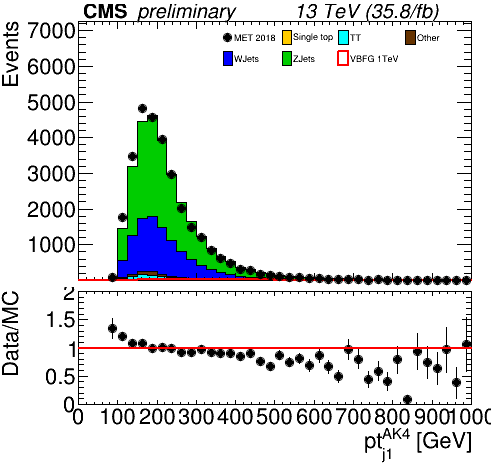 CMS preliminary 13 TeV (35.8/fb)
Events
7000
6000
5000
4000
3000
2000
1000
MET 2018 Single top TT Other
WJets ZJets VBFG 1TeV
Data/MC
2
1.5
1
0.5
0
0 100 200 300 400 500 600 700 800 900 1000
pt_{j1}^{AK4} [GeV]